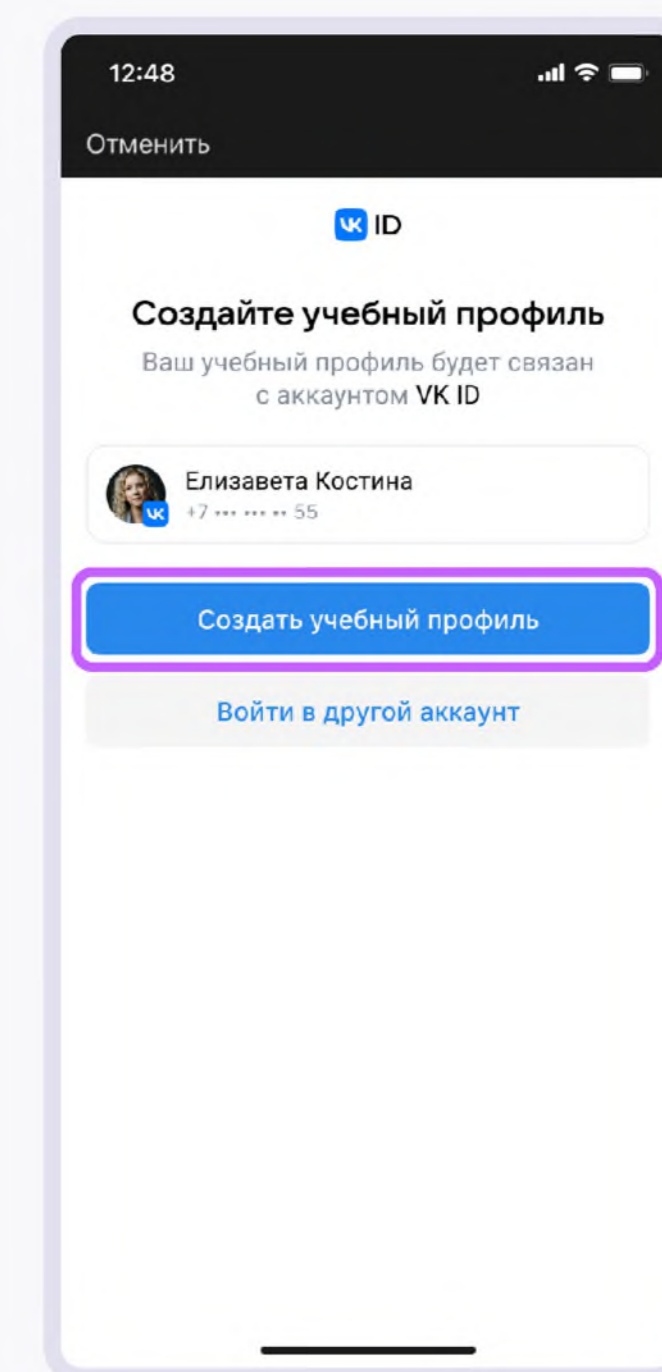 12:48
Отменить
VK ID
Создайте учебный профиль
Ваш учебный профиль будет связан
с аккаунтом VK ID
Елизавета Костина
+7 ••• ••• •• 55
Создать учебный профиль
Войти в другой аккаунт